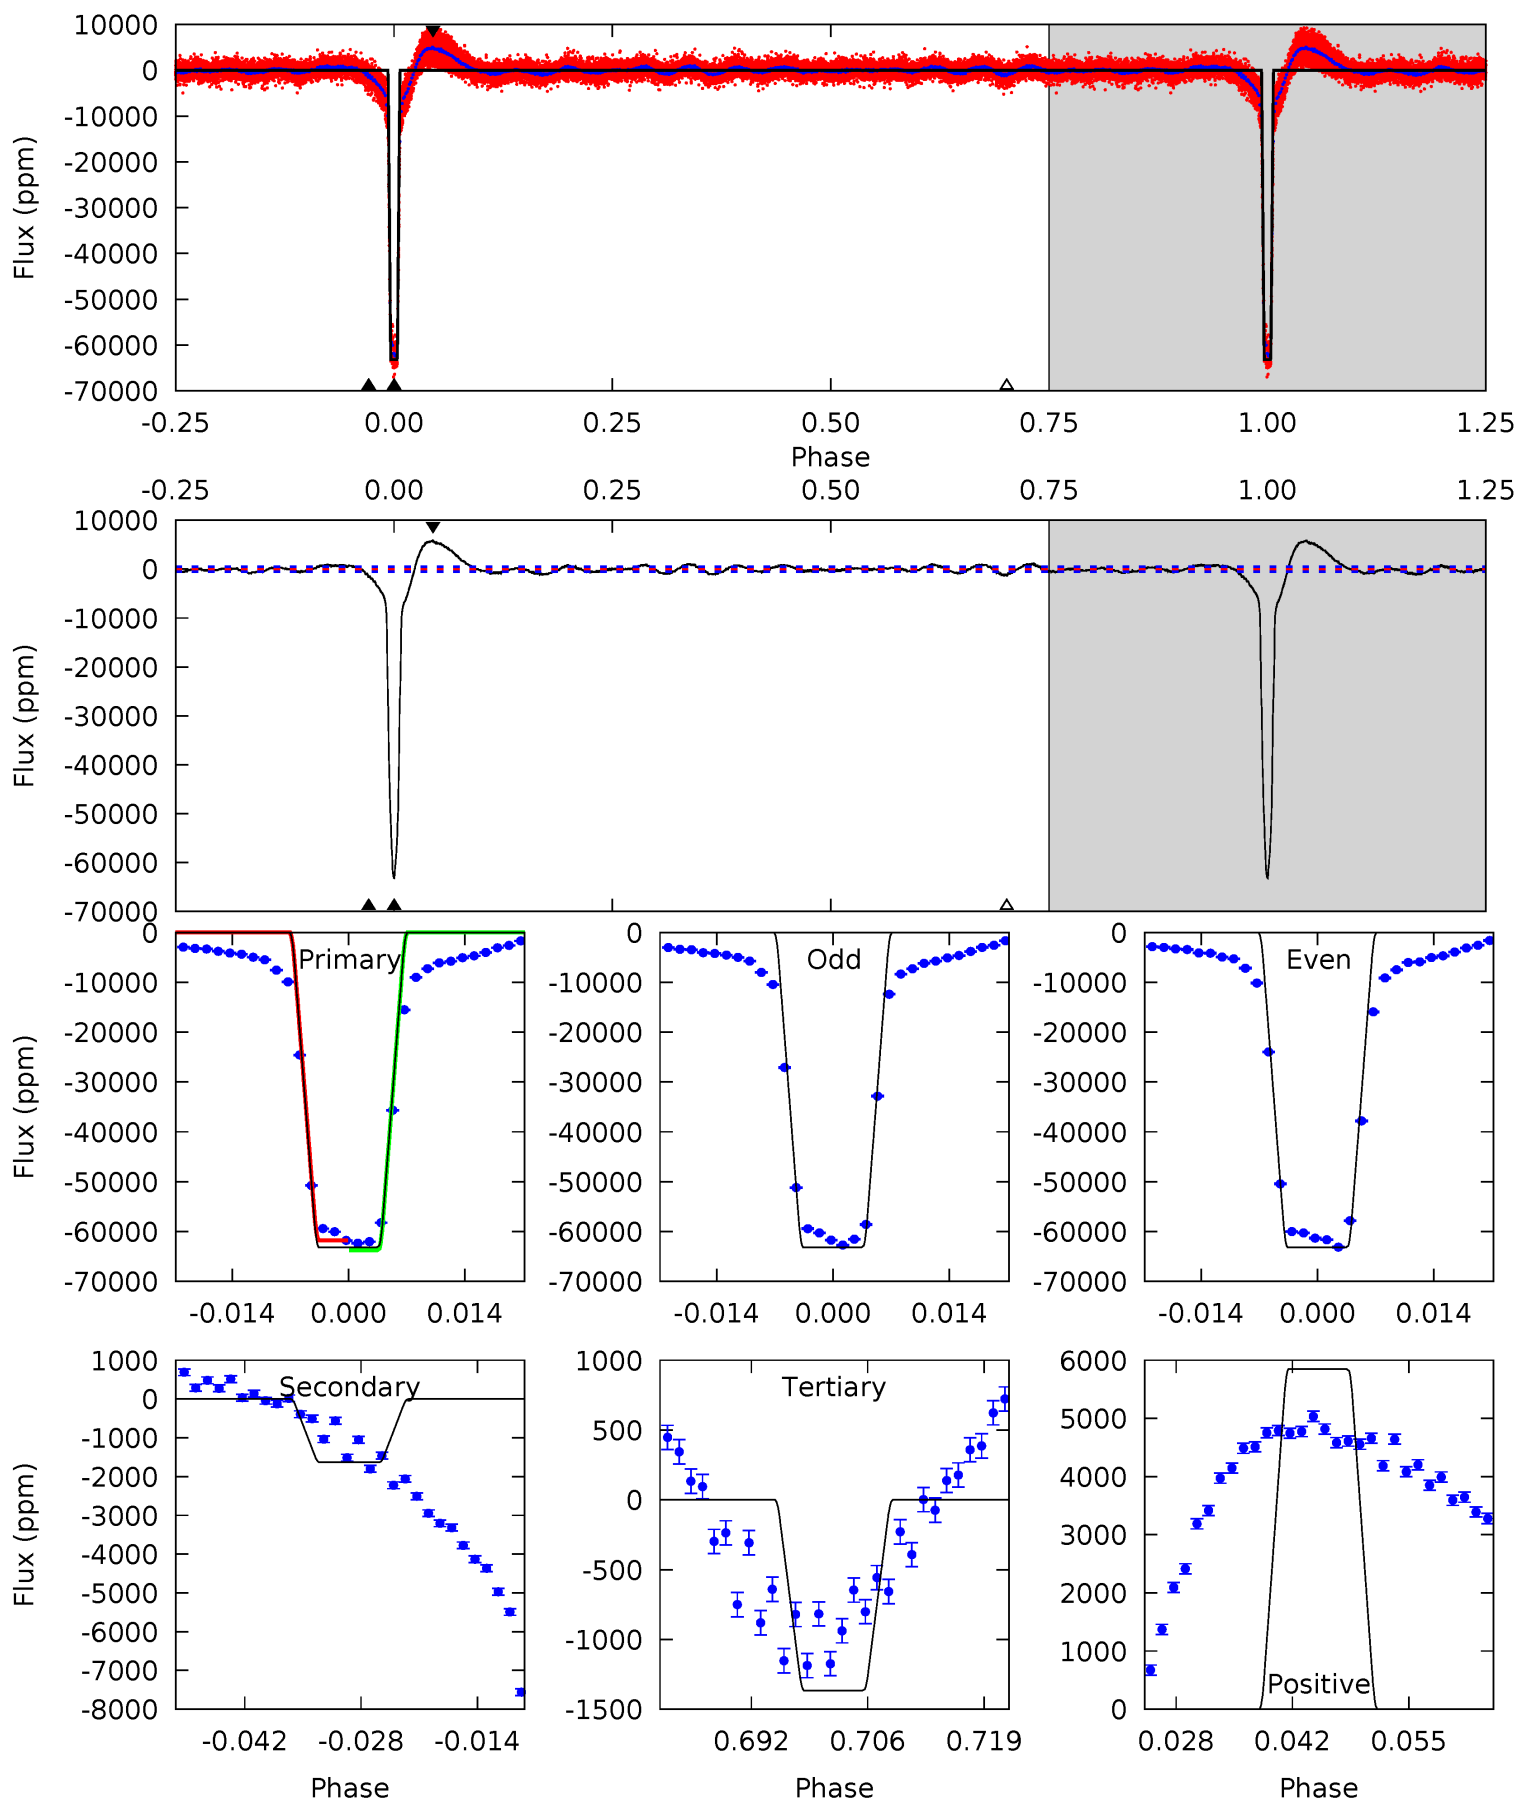 10000
0
-10000
-20000
-30000
-40000
-50000
-60000
-70000
Flux (ppm)
-0.25 0.00 0.25 0.50 0.75 1.00 1.25
Phase
-0.25 0.00 0.25 0.50 0.75 1.00 1.25
10000
0
-10000
-20000
-30000
-40000
-50000
-60000
-70000
Flux (ppm)
Primary
0
-10000
-20000
-30000
-40000
-50000
-60000
-70000
Flux (ppm)
-0.014 0.000 0.014
Odd
0
-10000
-20000
-30000
-40000
-50000
-60000
-70000
-0.014 0.000 0.014
Even
0
-10000
-20000
-30000
-40000
-50000
-60000
-70000
-0.014 0.000 0.014
Secondary
1000
0
-1000
-2000
-3000
-4000
-5000
-6000
-7000
-8000
Flux (ppm)
-0.042 -0.028 -0.014
Phase
Tertiary
1000
500
0
-500
-1000
-1500
0.692 0.706 0.719
Phase
6000
5000
4000
3000
2000
1000
0
Positive
0.028 0.042 0.055
Phase